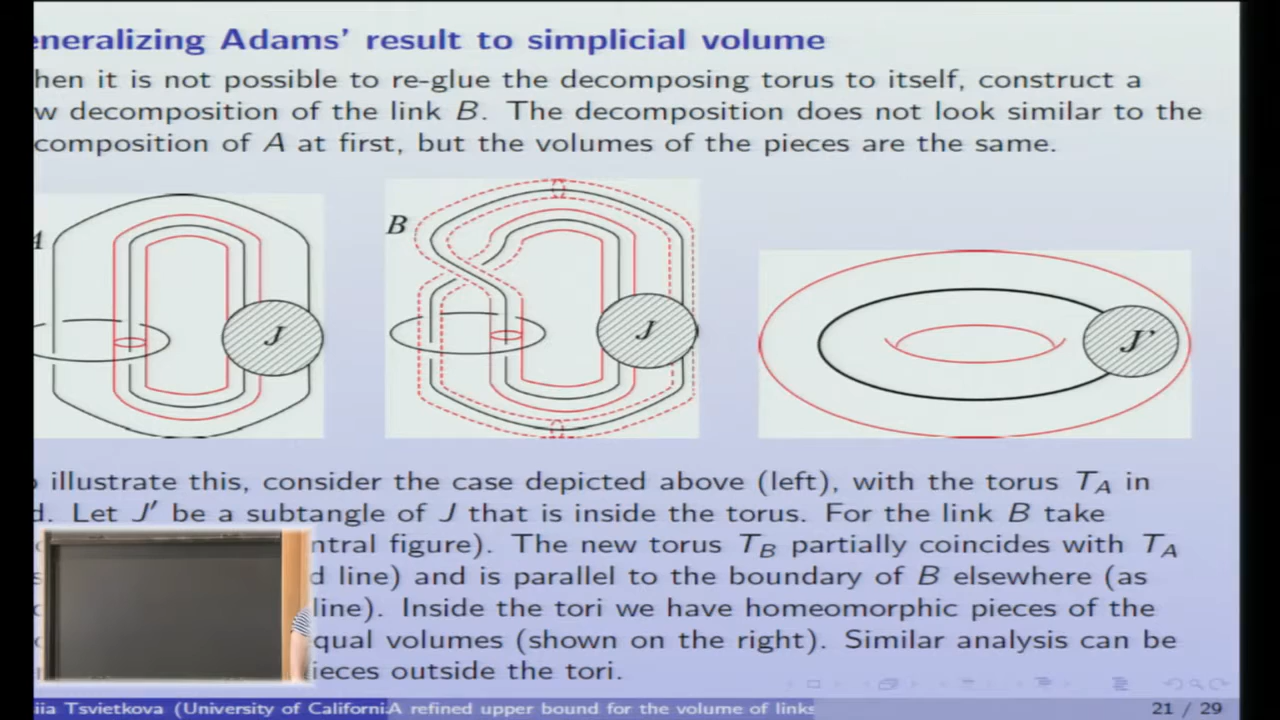 eneralizing Adams' result to simplicial volume
hen it is not possible to re-glue the decomposing torus to itself, construct a
w decomposition of the link B. The decomposition does not look similar to the
composition of A at first, but the volumes of the pieces are the same.
A
J
B
J
J'
illustrate this, consider the case depicted above (left), with the torus T_A in
d. Let J' be a subtangle of J that is inside the torus. For the link B take
ntral figure). The new torus T_B partially coincides with T_A
d line) and is parallel to the boundary of B elsewhere (as
line). Inside the tori we have homeomorphic pieces of the
qual volumes (shown on the right). Similar analysis can be
ieces outside the tori.
iia Tsvietkova (University of Californi
A refined upper bound for the volume of links
21 / 29